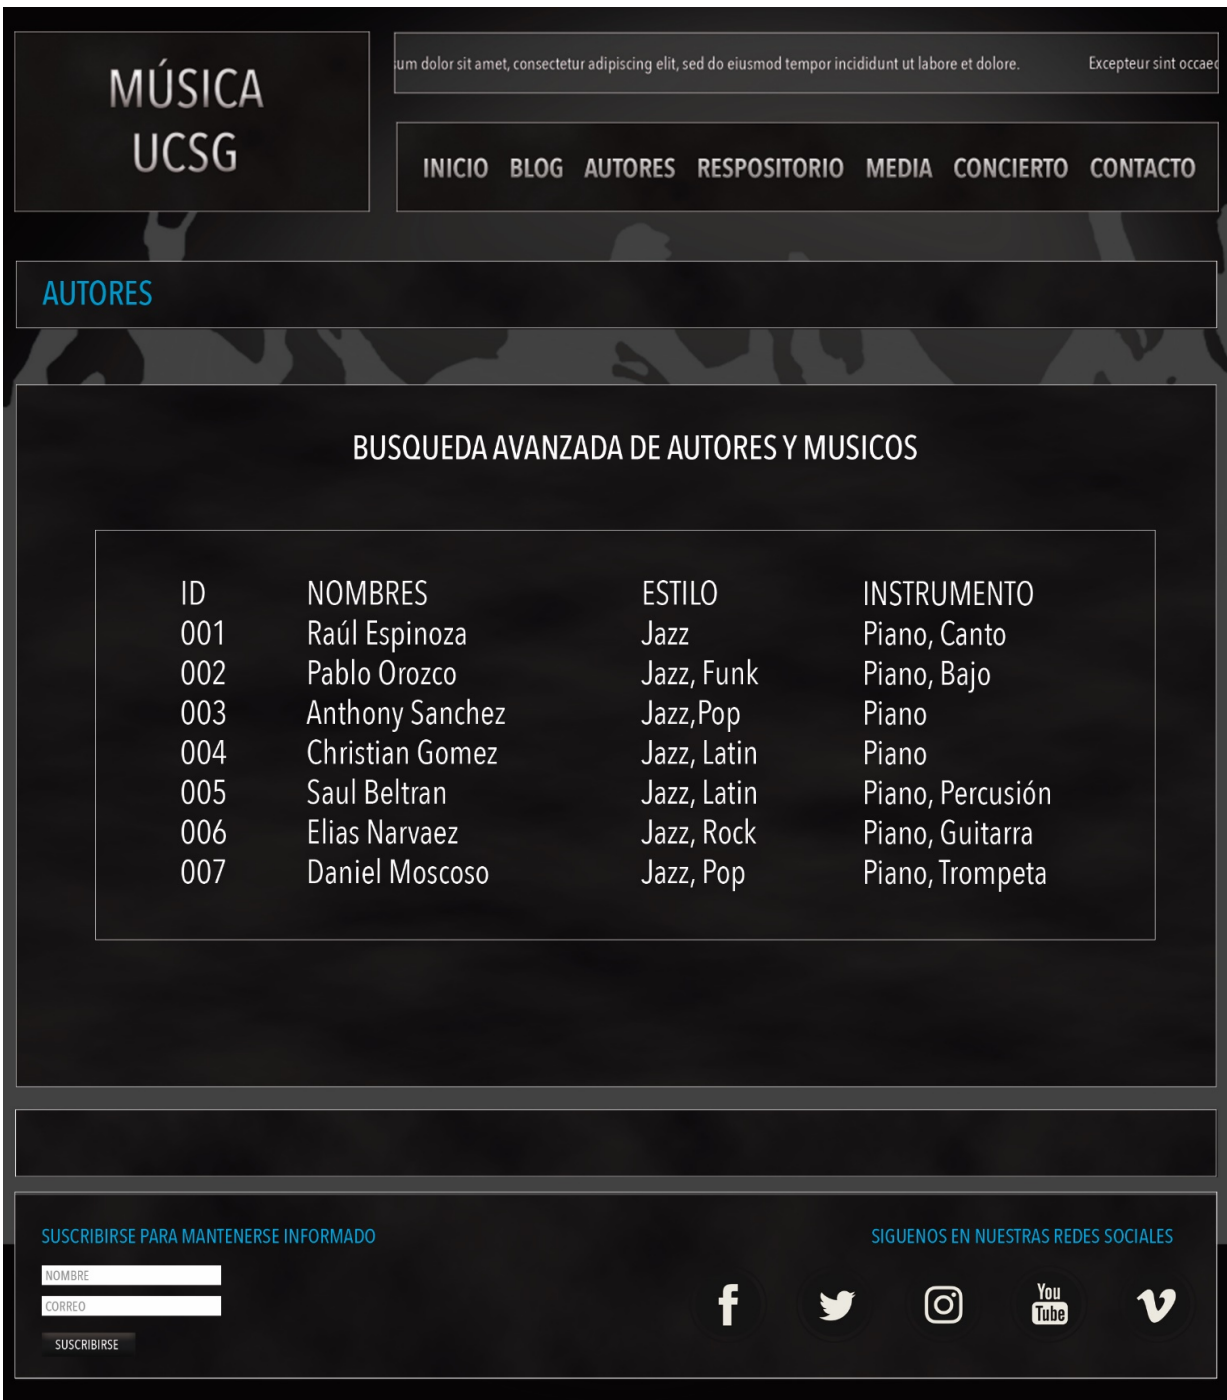 MÚSICA
UCSG
um dolor sit amet, consectetur adipiscing elit, sed do eiusmod tempor incididunt ut labore et dolore. Excepteur sint occaec
INICIO BLOG AUTORES RESPOSITORIO MEDIA CONCIERTO CONTACTO
AUTORES
BUSQUEDA AVANZADA DE AUTORES Y MUSICOS
ID NOMBRES ESTILO INSTRUMENTO
001 Raúl Espinoza Jazz Piano, Canto
002 Pablo Orozco Jazz, Funk Piano, Bajo
003 Anthony Sanchez Jazz,Pop Piano
004 Christian Gomez Jazz, Latin Piano
005 Saul Beltran Jazz, Latin Piano, Percusión
006 Elias Narvaez Jazz, Rock Piano, Guitarra
007 Daniel Moscoso Jazz, Pop Piano, Trompeta
SUSCRIBIRSE PARA MANTENERSE INFORMADO
NOMBRE
CORREO
SUSCRIBIRSE
SIGUENOS EN NUESTRAS REDES SOCIALES
You
Tube